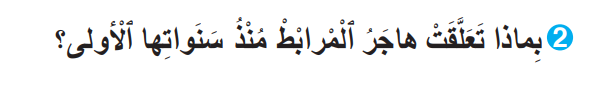 2 بِماذا تَعَلَّقَتْ هاجَرُ ٱلْمْرابْطْ مُنْذُ سَنَواتِها ٱلْأولى؟